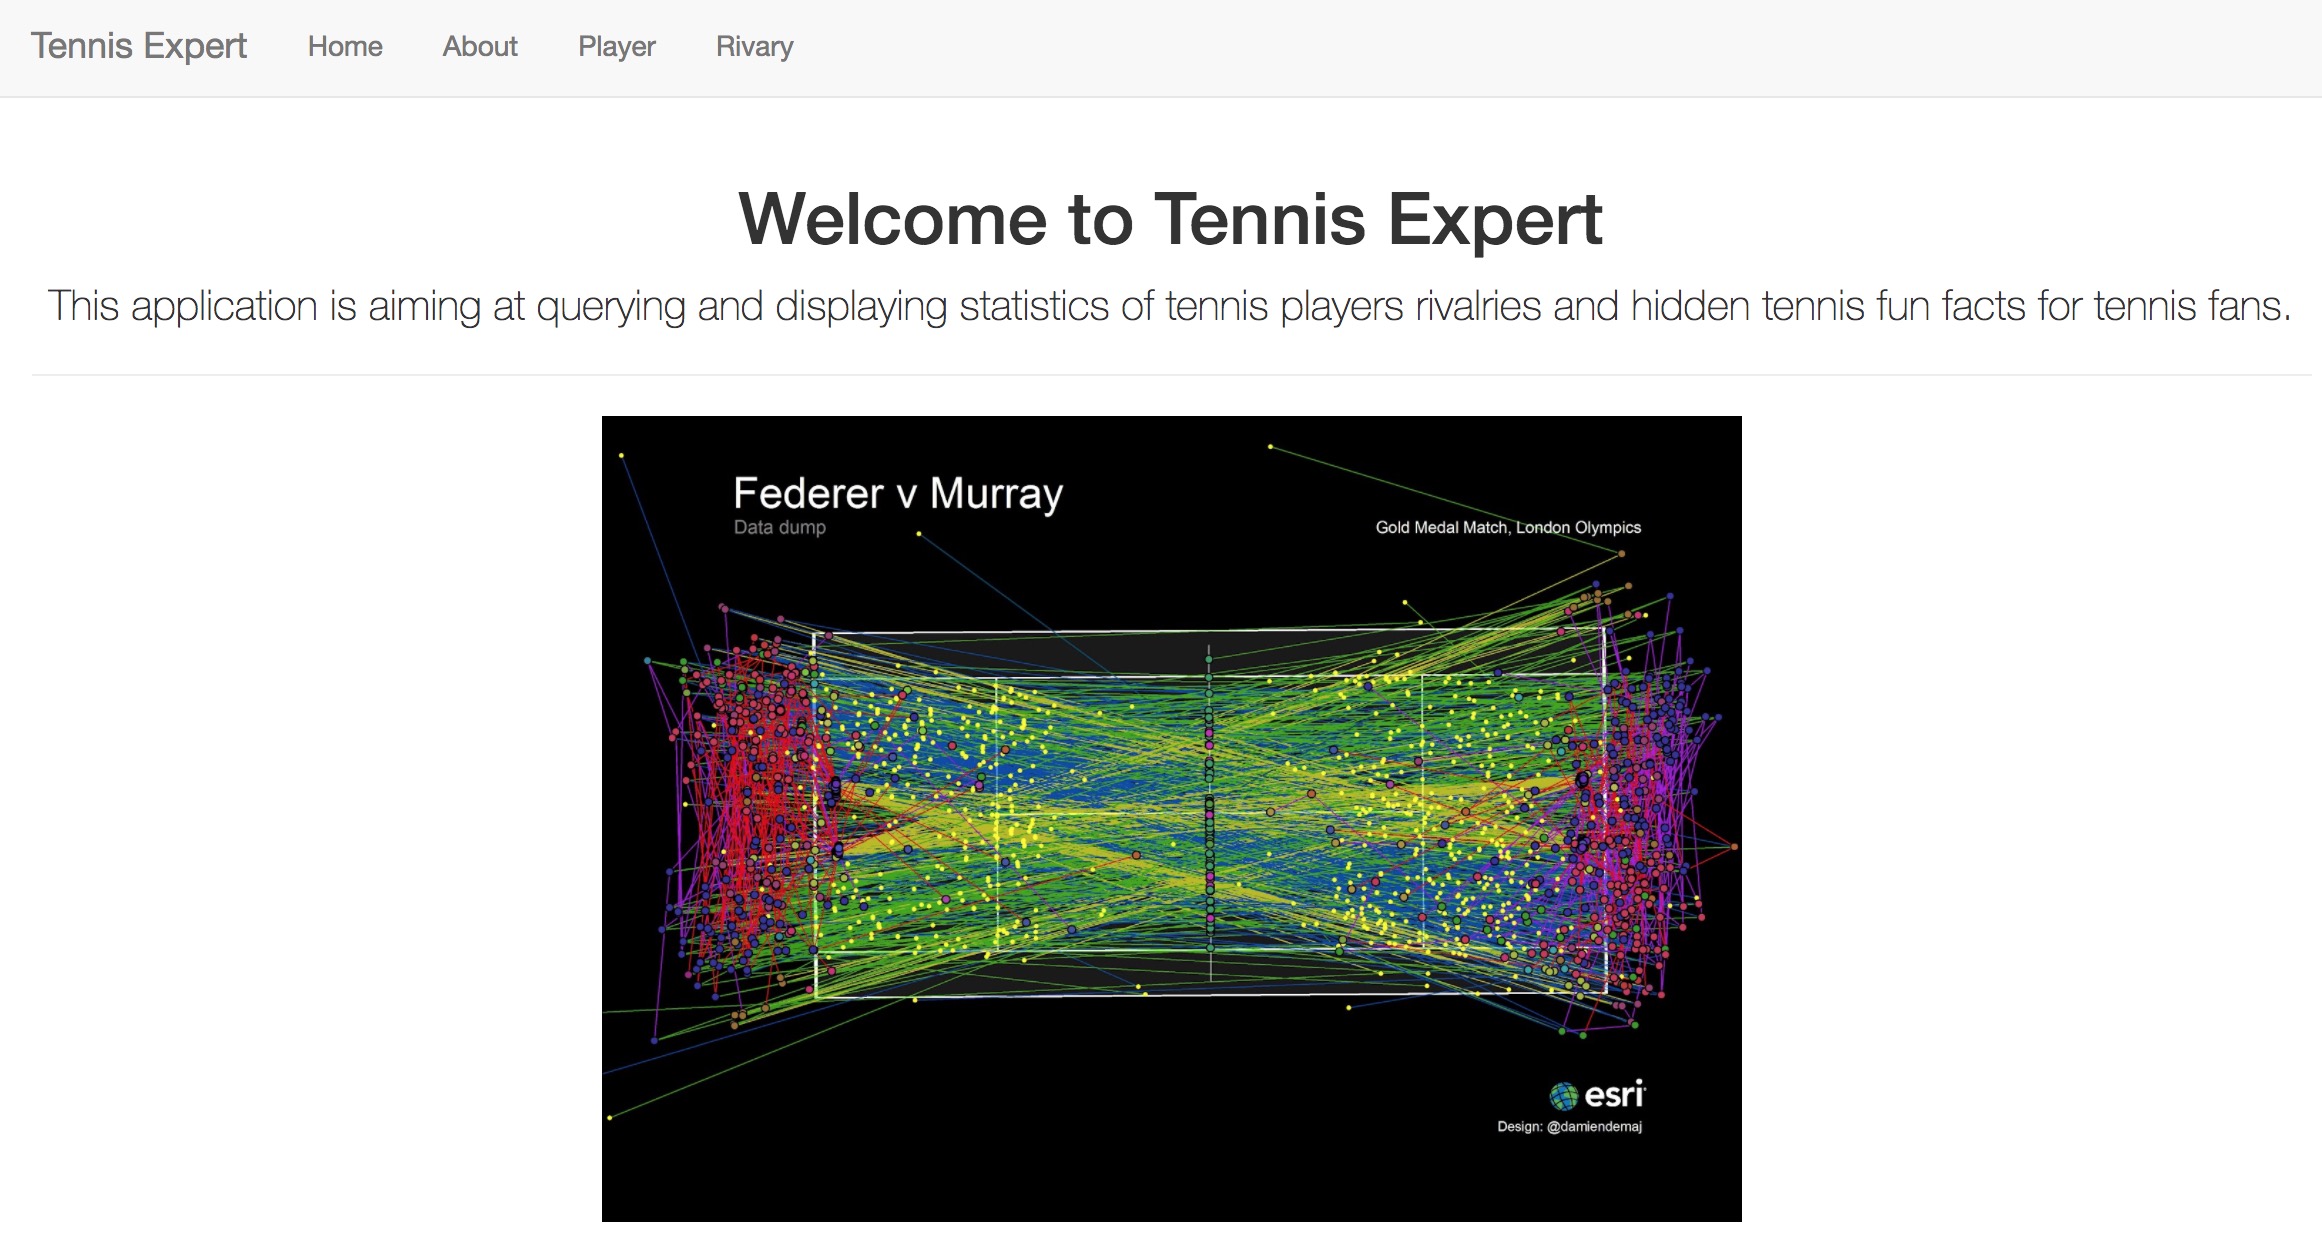 Tennis Expert Home About Player Rivary
Welcome to Tennis Expert
This application is aiming at querying and displaying statistics of tennis players rivalries and hidden tennis fun facts for tennis fans.
Federer v Murray
Data dump
Gold Medal Match, London Olympics
esri
Design: @damiendemaj